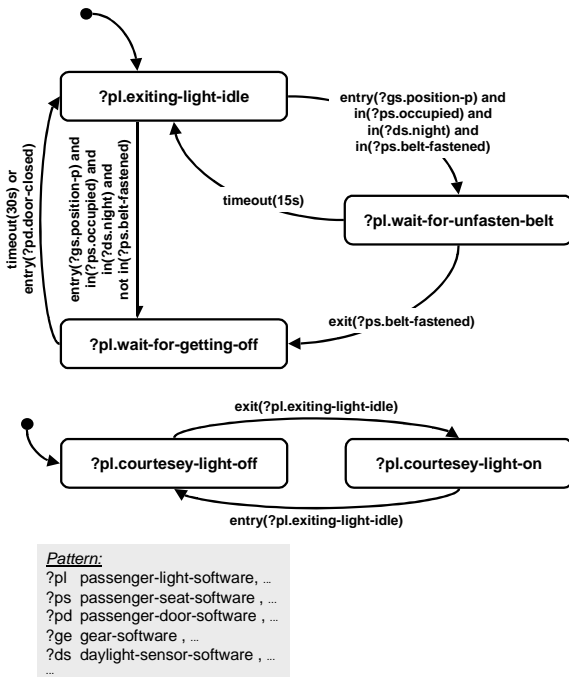 ?pl.exiting-light-idle
entry(?gs.position-p) and
in(?ps.occupied) and
in(?ds.night) and
in(?ps.belt-fastened)
timeout(30s) or
entry(?pd.door-closed)
entry(?gs.position-p) and
in(?ps.occupied) and
in(?ds.night) and
not in(?ps.belt-fastened)
timeout(15s)
?pl.wait-for-unfasten-belt
exit(?ps.belt-fastened)
?pl.wait-for-getting-off
exit(?pl.exiting-light-idle)
?pl.courtesey-light-off
?pl.courtesey-light-on
entry(?pl.exiting-light-idle)
Pattern:
?pl passenger-light-software, ...
?ps passenger-seat-software , ...
?pd passenger-door-software , ...
?ge gear-software , ...
?ds daylight-sensor-software , ...
...